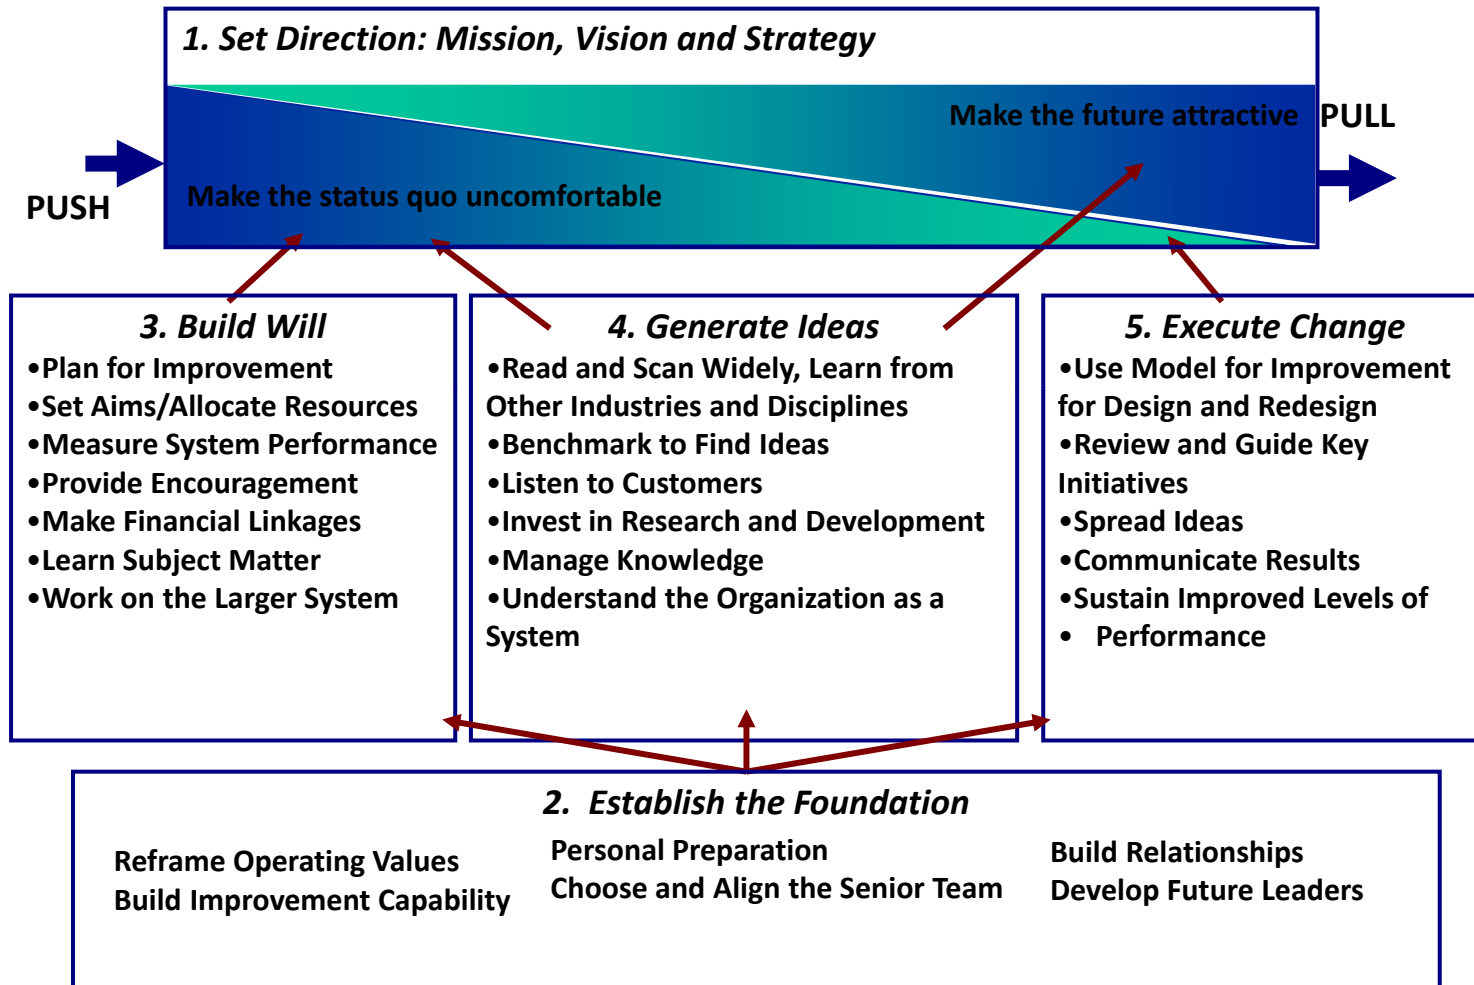 1. Set Direction: Mission, Vision and Strategy
Make the future attractive
PULL
PUSH
Make the status quo uncomfortable
3. Build Will
•Plan for Improvement
•Set Aims/Allocate Resources
•Measure System Performance
•Provide Encouragement
•Make Financial Linkages
•Learn Subject Matter
•Work on the Larger System
4. Generate Ideas
•Read and Scan Widely, Learn from
Other Industries and Disciplines
•Benchmark to Find Ideas
•Listen to Customers
•Invest in Research and Development
•Manage Knowledge
•Understand the Organization as a
System
5. Execute Change
•Use Model for Improvement
for Design and Redesign
•Review and Guide Key
Initiatives
•Spread Ideas
•Communicate Results
•Sustain Improved Levels of
• Performance
2. Establish the Foundation
Reframe Operating Values
Build Improvement Capability
Personal Preparation
Choose and Align the Senior Team
Build Relationships
Develop Future Leaders